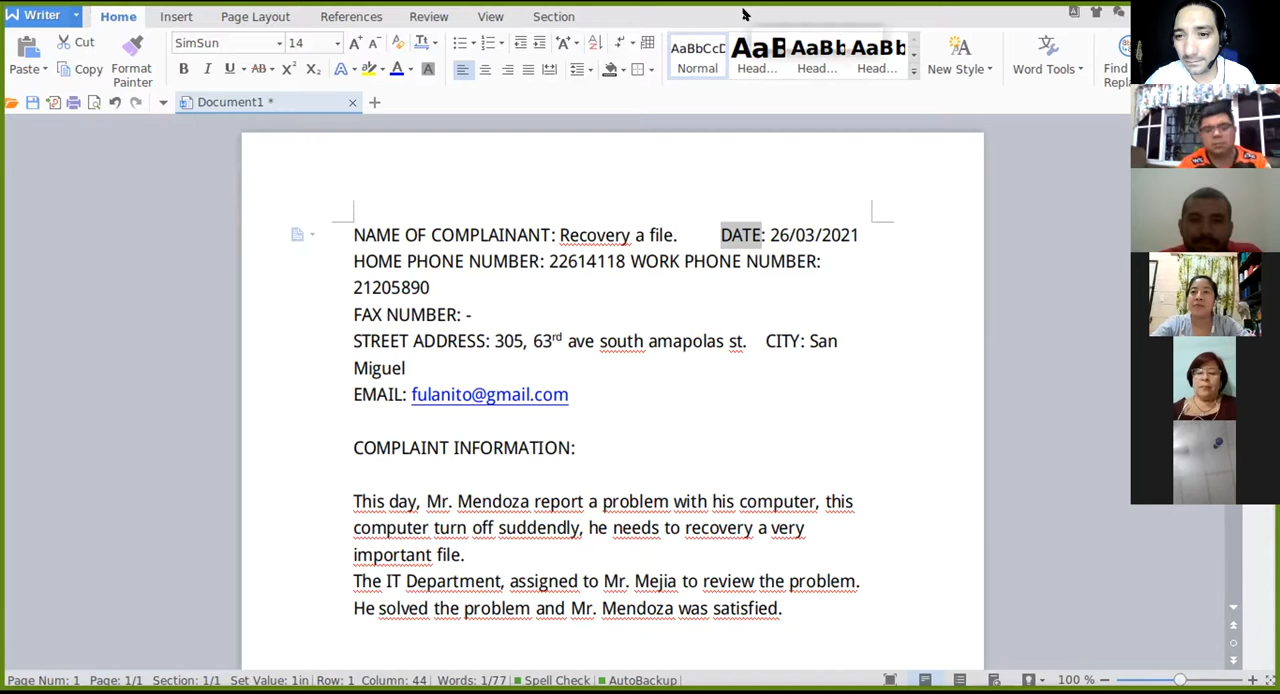 Writer
Home Insert Page Layout References Review View Section
Cut
SimSun 14
AaBbCcD AaB AaBb AaBb
Paste Copy Format Painter
B I U AB X² X₂ A A A
Normal Head... Head... Head... New Style Word Tools Find Repla
Document1 *
NAME OF COMPLAINANT: Recovery a file. DATE: 26/03/2021
HOME PHONE NUMBER: 22614118 WORK PHONE NUMBER:
21205890
FAX NUMBER: -
STREET ADDRESS: 305, 63rd ave south amapolas st. CITY: San
Miguel
EMAIL: fulanito@gmail.com
COMPLAINT INFORMATION:
This day, Mr. Mendoza report a problem with his computer, this
computer turn off suddendly, he needs to recovery a very
important file.
The IT Department, assigned to Mr. Mejia to review the problem.
He solved the problem and Mr. Mendoza was satisfied.
Page Num: 1 Page: 1/1 Section: 1/1 Set Value: 1in Row: 1 Column: 44 Words: 1/77 Spell Check AutoBackup 100 %